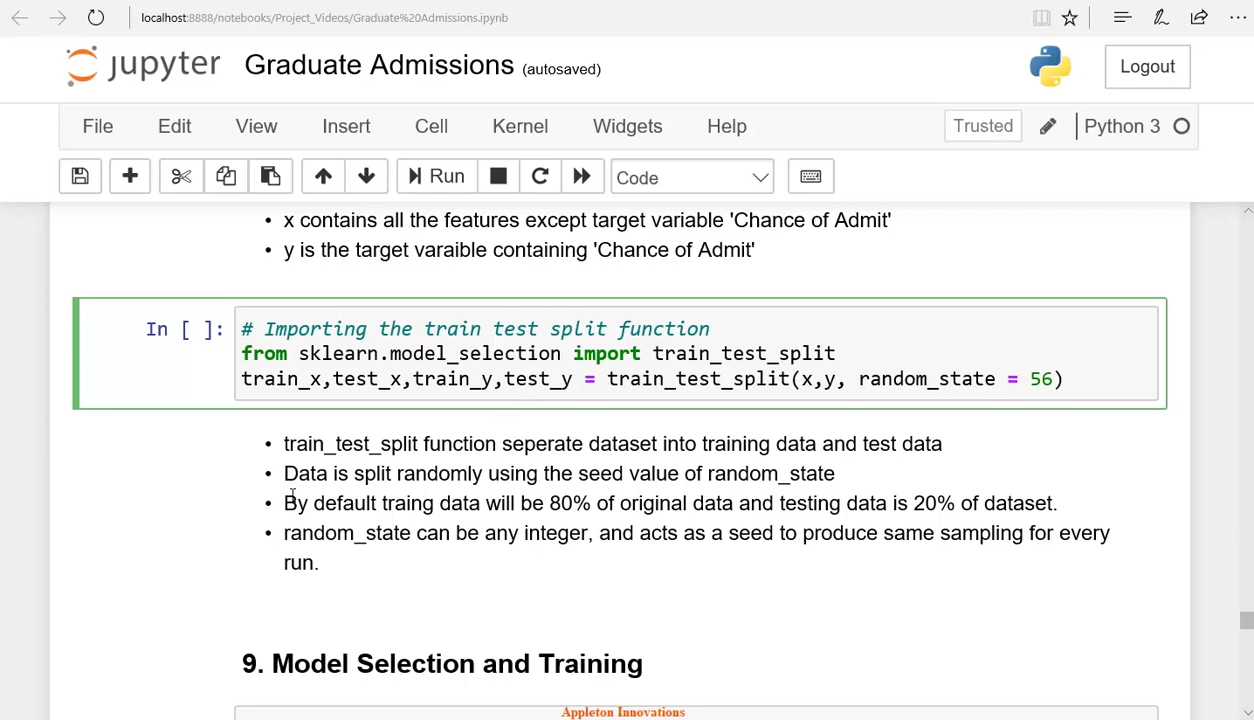 localhost:8888/notebooks/Project_Videos/Graduate%20Admissions.ipynb
jupyter Graduate Admissions (autosaved) Logout
File Edit View Insert Cell Kernel Widgets Help Trusted Python 3
Run Code
• x contains all the features except target variable 'Chance of Admit'
• y is the target varaible containing 'Chance of Admit'
In [ ]: # Importing the train test split function
from sklearn.model_selection import train_test_split
train_x,test_x,train_y,test_y = train_test_split(x,y, random_state = 56)
• train_test_split function seperate dataset into training data and test data
• Data is split randomly using the seed value of random_state
• By default traing data will be 80% of original data and testing data is 20% of dataset.
• random_state can be any integer, and acts as a seed to produce same sampling for every
run.
9. Model Selection and Training
Appleton Innovations